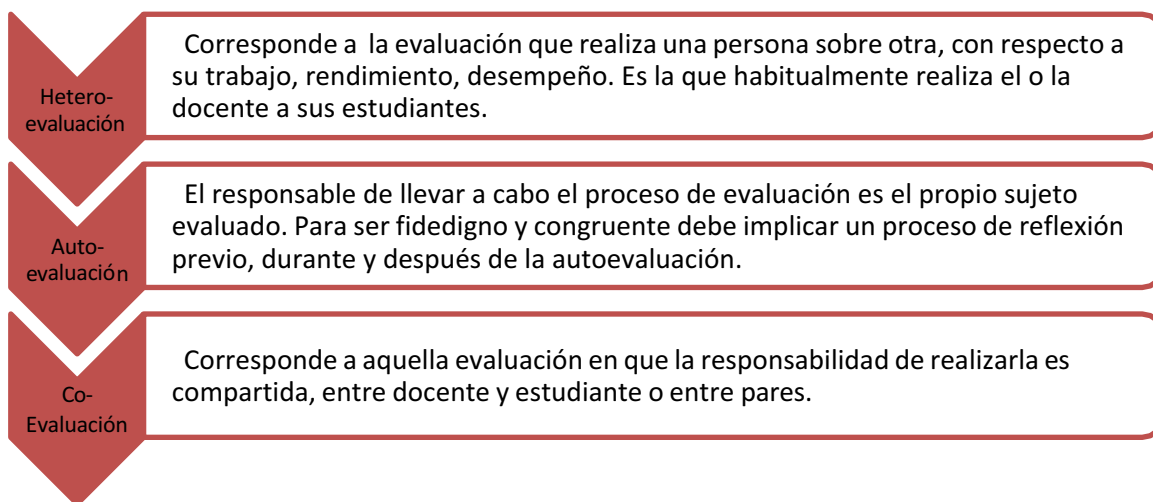 Hetero-
evaluación
Corresponde a la evaluación que realiza una persona sobre otra, con respecto a
su trabajo, rendimiento, desempeño. Es la que habitualmente realiza el o la
docente a sus estudiantes.
Auto-
evaluación
El responsable de llevar a cabo el proceso de evaluación es el propio sujeto
evaluado. Para ser fidedigno y congruente debe implicar un proceso de reflexión
previo, durante y después de la autoevaluación.
Co-
Evaluación
Corresponde a aquella evaluación en que la responsabilidad de realizarla es
compartida, entre docente y estudiante o entre pares.